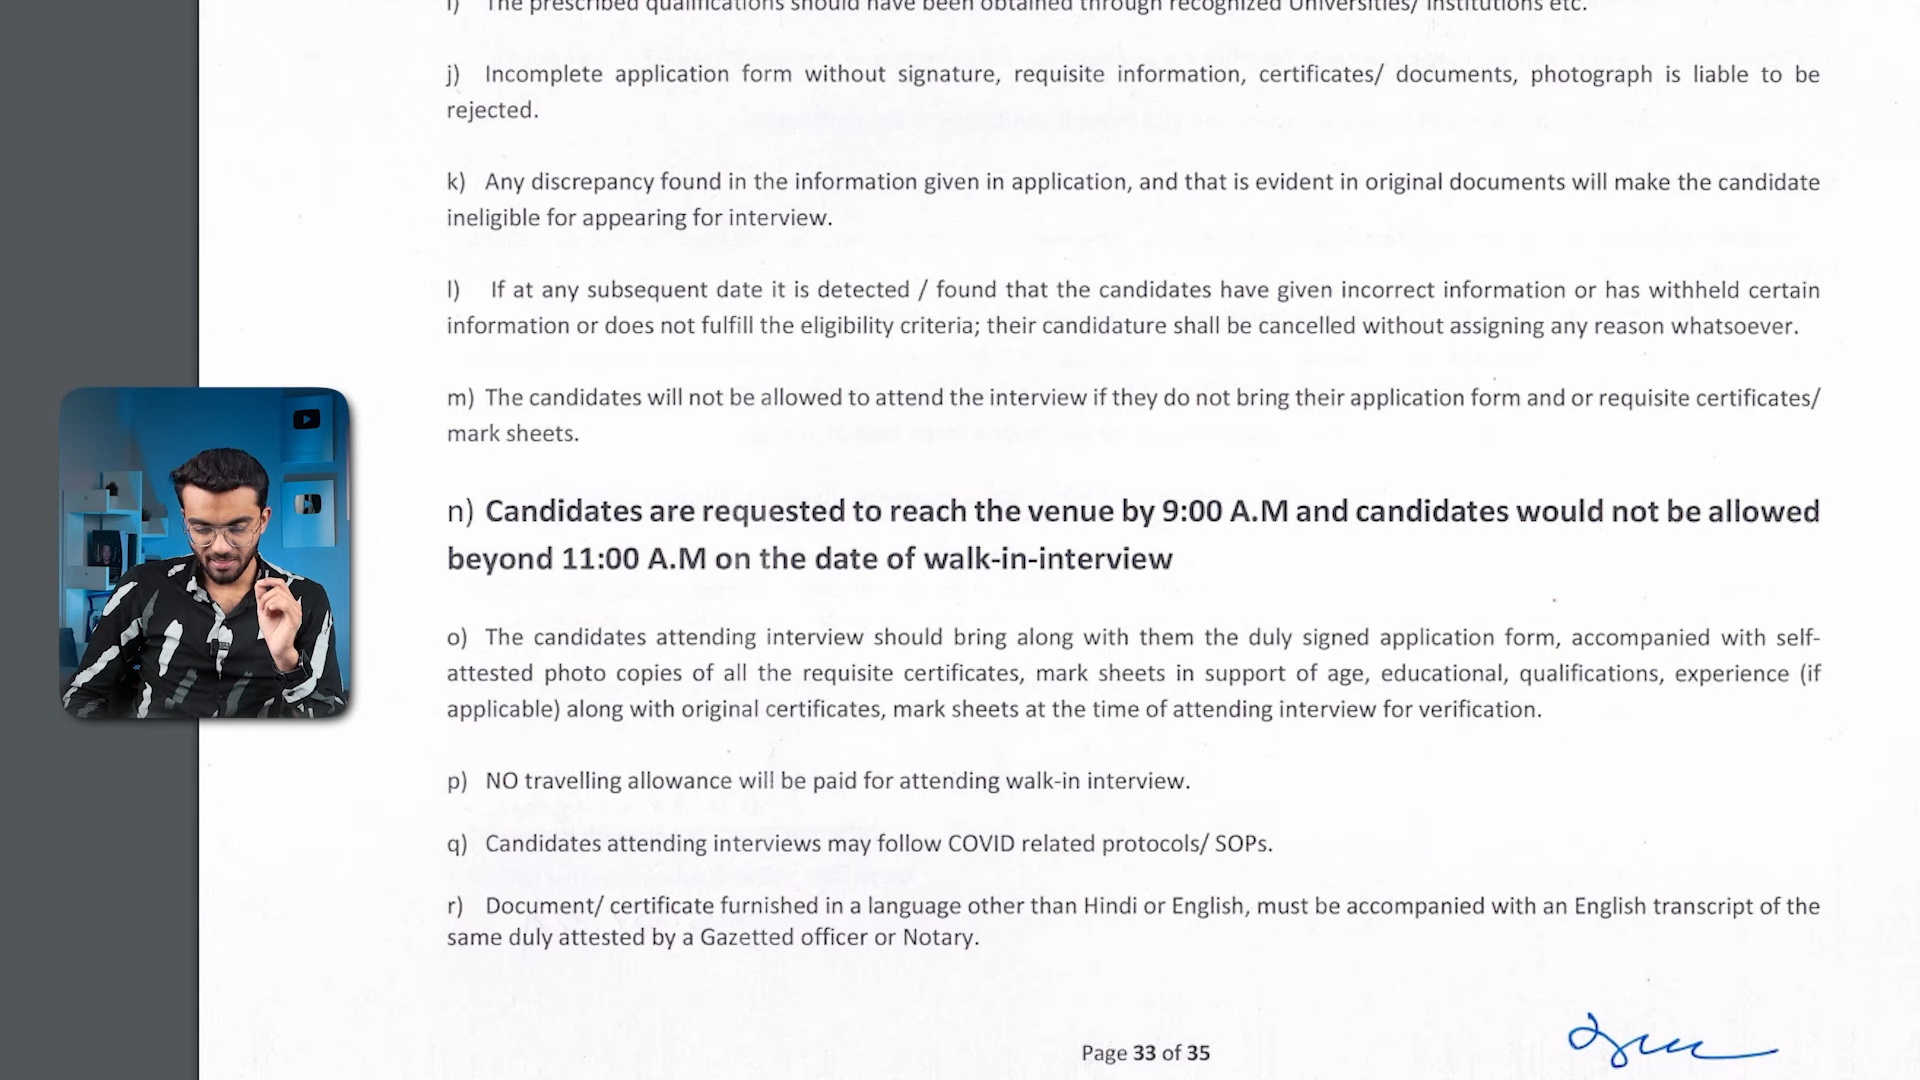 i) The prescribed qualifications should have been obtained through recognized Universities/ Institutions etc.
j) Incomplete application form without signature, requisite information, certificates/ documents, photograph is liable to be
rejected.
k) Any discrepancy found in the information given in application, and that is evident in original documents will make the candidate
ineligible for appearing for interview.
l) If at any subsequent date it is detected / found that the candidates have given incorrect information or has withheld certain
information or does not fulfill the eligibility criteria; their candidature shall be cancelled without assigning any reason whatsoever.
m) The candidates will not be allowed to attend the interview if they do not bring their application form and or requisite certificates/
mark sheets.
n) Candidates are requested to reach the venue by 9:00 A.M and candidates would not be allowed
beyond 11:00 A.M on the date of walk-in-interview
o) The candidates attending interview should bring along with them the duly signed application form, accompanied with self-
attested photo copies of all the requisite certificates, mark sheets in support of age, educational, qualifications, experience (if
applicable) along with original certificates, mark sheets at the time of attending interview for verification.
p) NO travelling allowance will be paid for attending walk-in interview.
q) Candidates attending interviews may follow COVID related protocols/ SOPs.
r) Document/ certificate furnished in a language other than Hindi or English, must be accompanied with an English transcript of the
same duly attested by a Gazetted officer or Notary.
Page 33 of 35